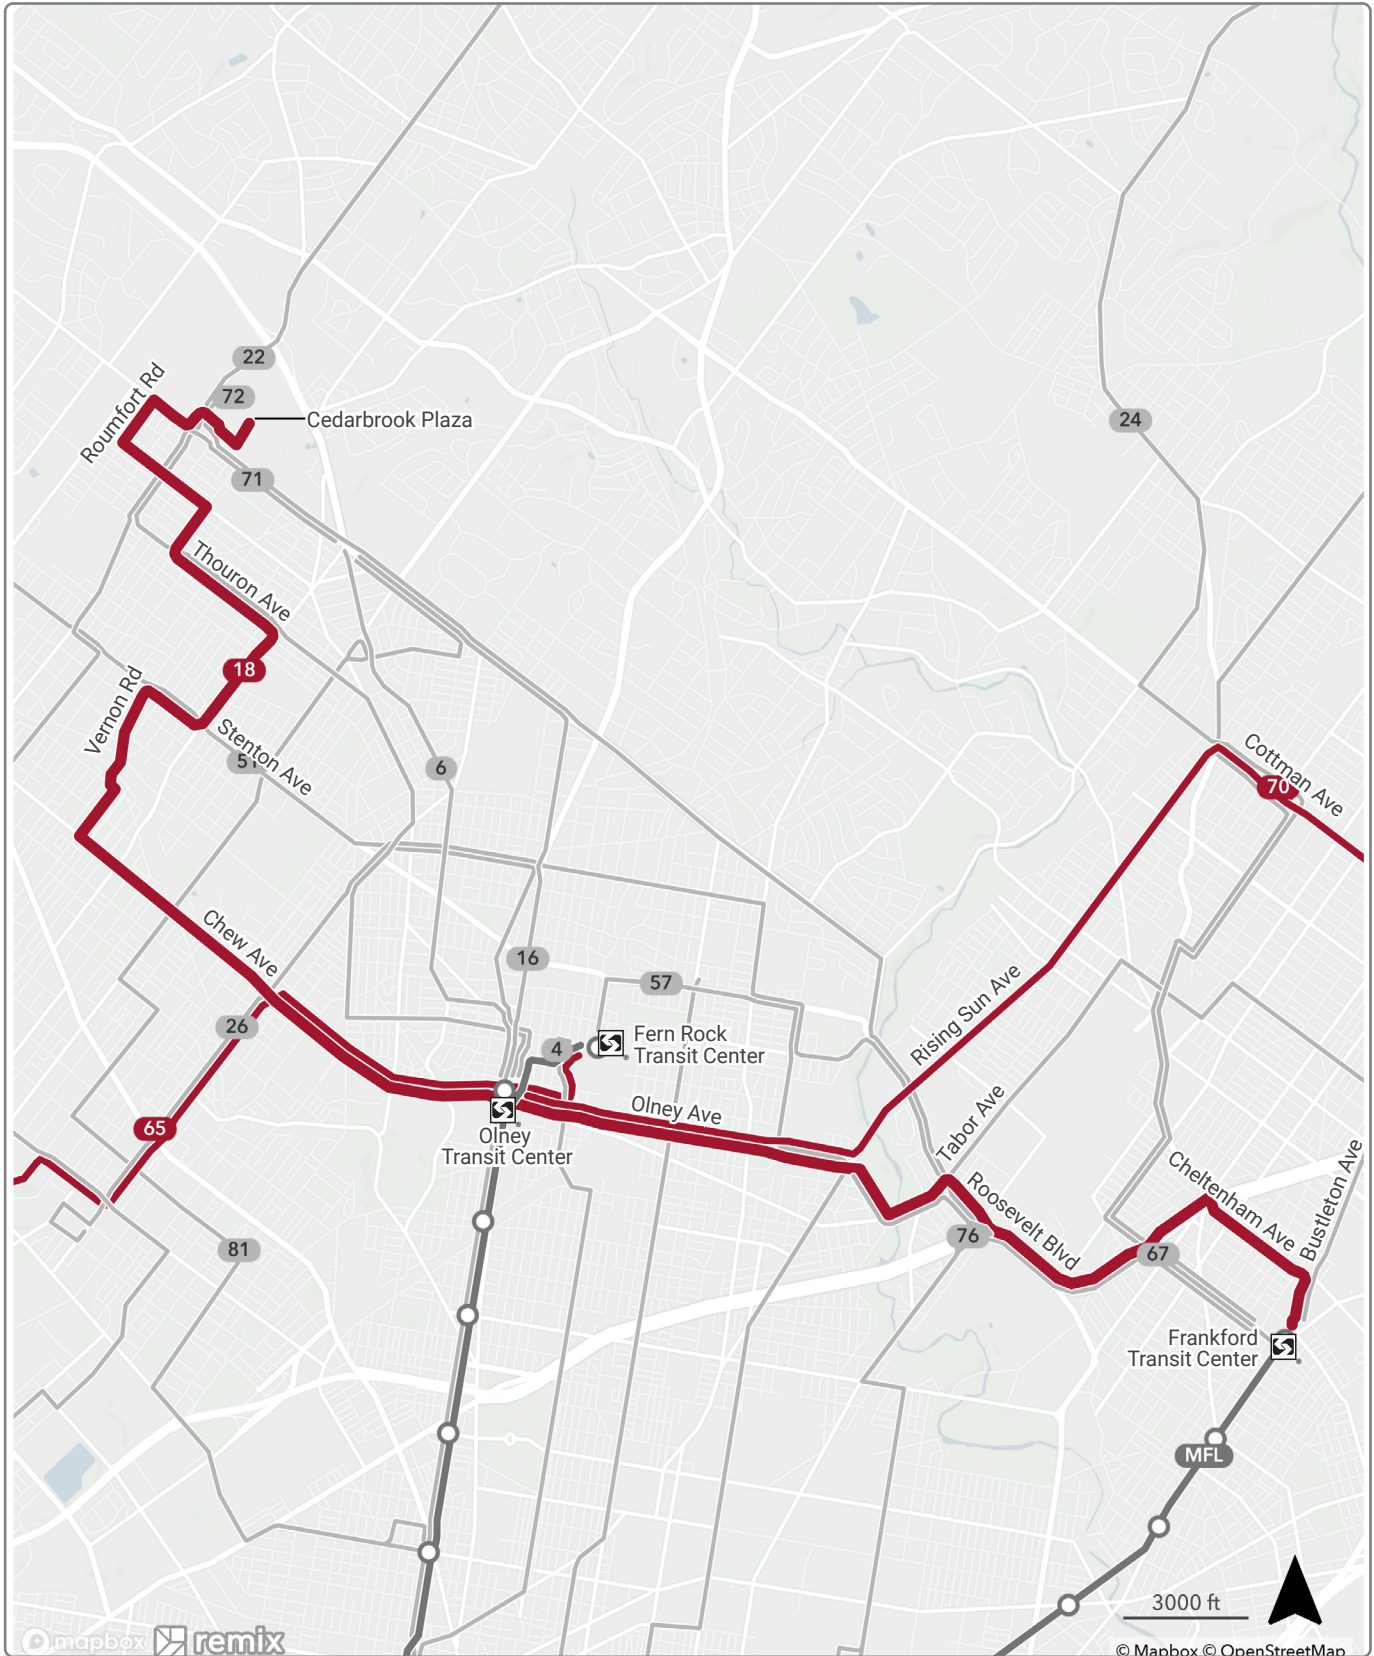 22
Roumfort Rd
72
Cedarbrook Plaza
24
71
Thouron Ave
18
Vernon Rd
Stenton Ave
51
6
Cottman Ave
70
Chew Ave
16
57
Rising Sun Ave
26
4
Fern Rock
Transit Center
Olney Ave
Tabor Ave
65
Olney
Transit Center
Cheltenham Ave
Bustleton Ave
Roosevelt Blvd
76
67
81
Frankford
Transit Center
MFL
3000 ft
mapbox
remix
© Mapbox © OpenStreetMap